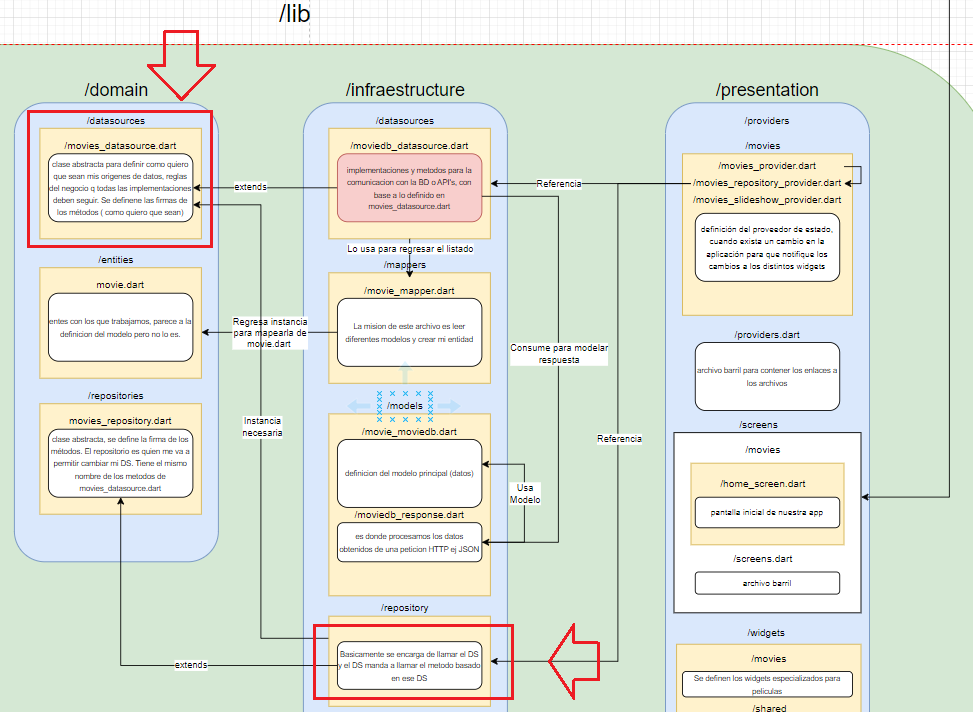 /lib
/domain
/datasources
/movies_datasource.dart
clase abstracta para definir como quiero
que sean mis origenes de datos, reglas
del negocio q todas las implementaciones
deben seguir. Se definene las firmas de
los métodos ( como quiero que sean)
/entities
movie.dart
entes con los que trabajamos, parece a la
definicion del modelo pero no lo es.
/repositories
movies_repository.dart
clase abstracta, se define la firma de los
métodos. El repositorio es quien me va a
permitir cambiar mi DS. Tiene el mismo
nombre de los metodos de
movies_datasource.dart
extends
Regresa instancia
para mapearla de
movie.dart
Instancia
necesaria
extends
/infraestructure
/datasources
/moviedb_datasource.dart
implementaciones y metodos para la
comunicacion con la BD o API's, con
base a lo definido en
movies_datasource.dart
Lo usa para regresar el listado
/mappers
/movie_mapper.dart
La mision de este archivo es leer
diferentes modelos y crear mi entidad
/models
/movie_moviedb.dart
definicion del modelo principal (datos)
/moviedb_response.dart
es donde procesamos los datos
obtenidos de una peticion HTTP ej JSON
/repository
Basicamente se encarga de llamar el DS
y el DS manda a llamar el metodo basado
en ese DS
Referencia
Consume para modelar
respuesta
Usa
Modelo
Referencia
/presentation
/providers
/movies
/movies_provider.dart
/movies_repository_provider.dart
/movies_slideshow_provider.dart
definición del proveedor de estado,
cuando exista un cambio en la
aplicación para que notifique los
cambios a los distintos widgets
/providers.dart
archivo barril para contener los enlaces a
los archivos
/screens
/movies
/home_screen.dart
pantalla inicial de nuestra app
/screens.dart
archivo barril
/widgets
/movies
Se definen los widgets especializados para
peliculas
/shared